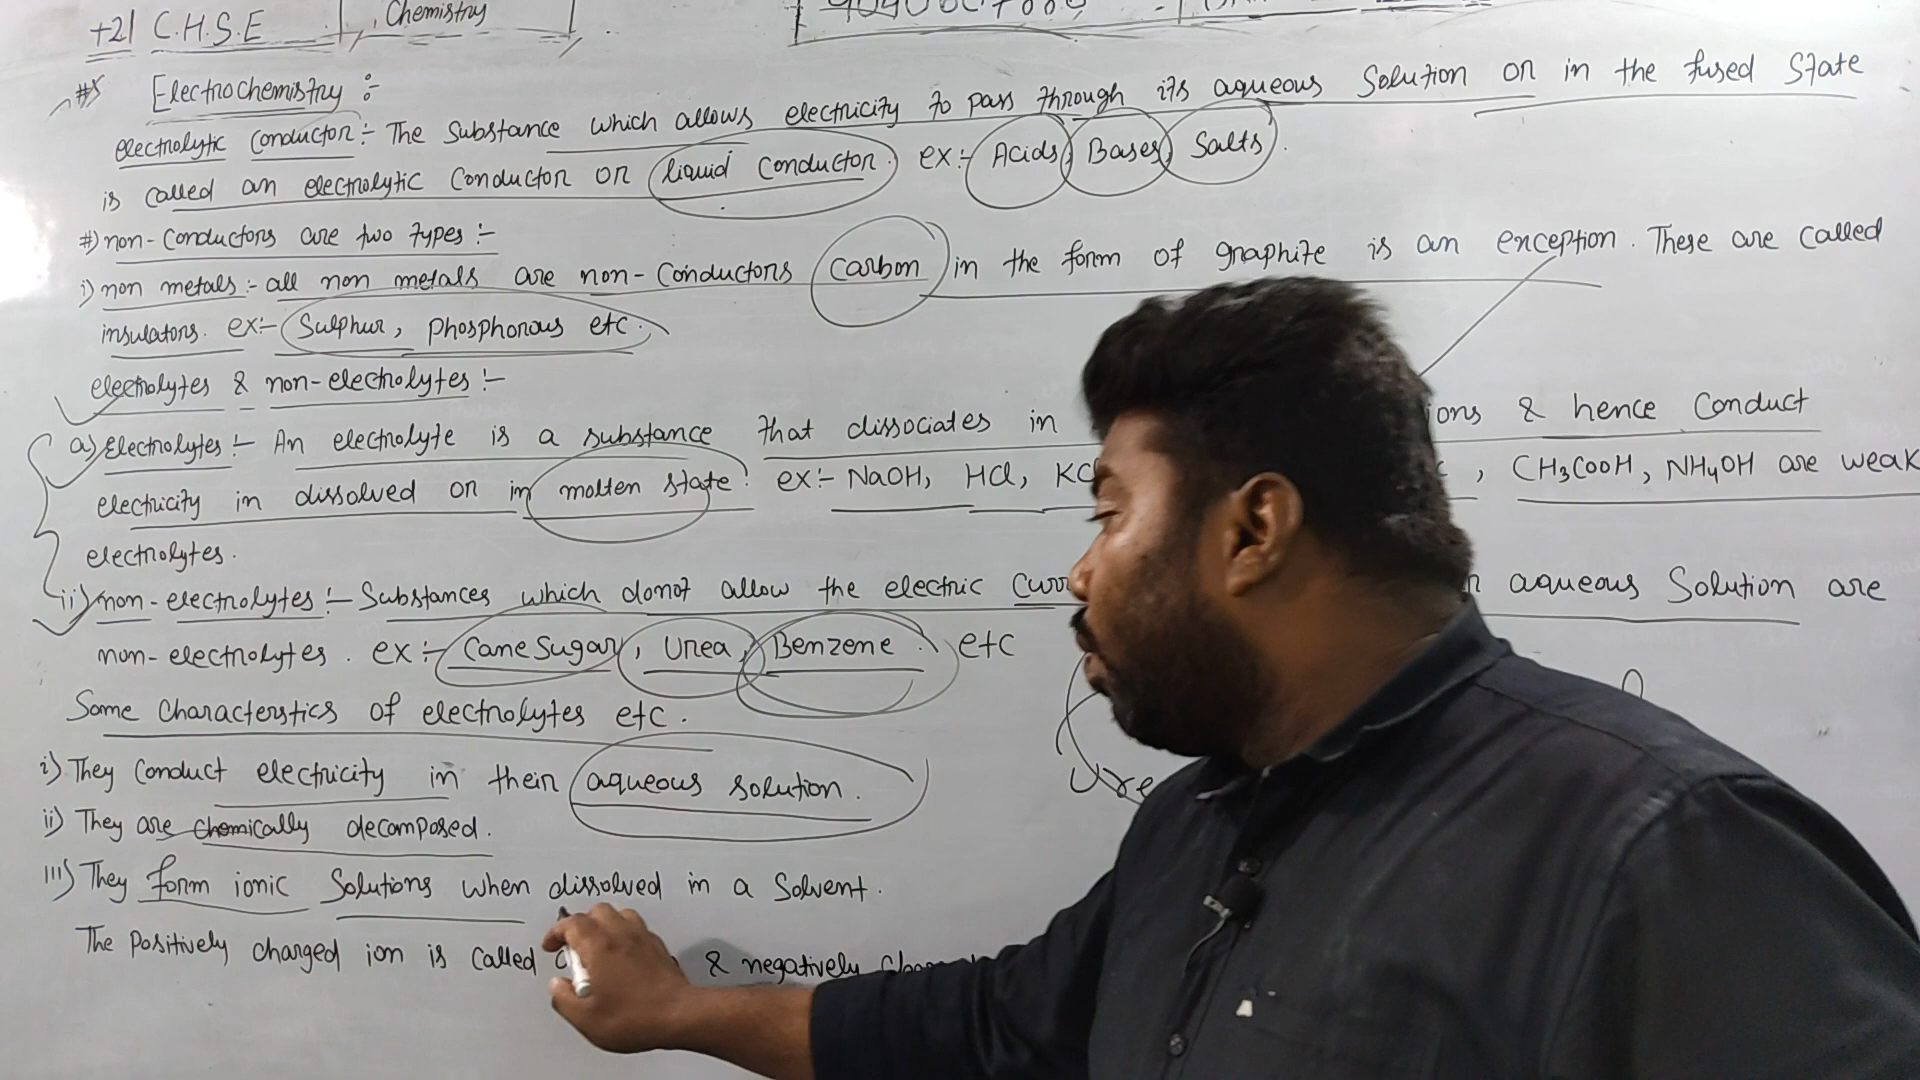 +2| C.H.S.E | Chemistry
# Electrochemistry :-
electrolytic conductor :- The Substance which allows electricity to pass through its aqueous Solution or in the fused State
is called an electrolytic conductor or liquid conductor. ex :- Acids, Bases, Salts.
#) non-conductors are two types :-
i) non metals :- all non metals are non-conductors carbon in the form of graphite is an exception. These are called
insulators. ex:- Sulphur, phosphorous etc.
electrolytes & non-electrolytes :-
a) Electrolytes :- An electrolyte is a substance that dissociates in ions & hence conduct
electricity in dissolved or in molten state. ex:- NaOH, HCl, KC , CH3COOH, NH4OH are weak
electrolytes.
ii) non-electrolytes :- Substances which donot allow the electric aqueous Solution are
non-electrolytes. ex :- Cane Sugar, Urea, Benzene. etc
Some Characterstics of electrolytes etc.
i) They conduct electricity in their aqueous solution.
Ure
ii) They are chemically decomposed.
III) They form ionic Solutions when dissolved in a Solvent.
The positively charged ion is called & negatively